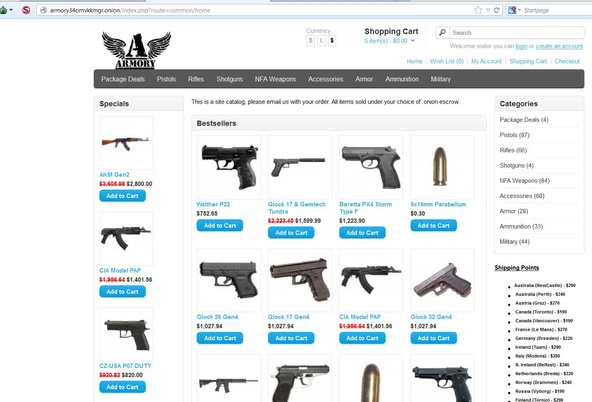 armory34omvkkmgr.onion/index.php?route=common/home
Startpage
ARMORY
Currency
$
Shopping Cart
0 item(s) - $0.00
Search
Welcome visitor you can login or create an account.
Home | Wish List (0) | My Account | Shopping Cart | Checkout
Package Deals Pistols Rifles Shotguns NFA Weapons Accessories Armor Ammunition Military
Specials
AKM Gen2
$3,605.98 $2,800.00
Add to Cart
CIA Model PAP
$1,956.64 $1,401.56
Add to Cart
CZ-USA P07 DUTY
$920.82 $820.00
Add to Cart
This is a site catalog, please email us with your order. All items sold under your choice of .onion escrow.
Bestsellers
Walther P22
$752.65
Add to Cart
Glock 17 & Gemtech Tundra
$2,223.45 $1,599.99
Add to Cart
Beretta PX4 Storm Type F
$1,223.90
Add to Cart
9x19mm Parabellum
$0.30
Add to Cart
Glock 26 Gen4
$1,027.94
Add to Cart
Glock 17 Gen4
$1,027.94
Add to Cart
CIA Model PAP
$1,956.64 $1,401.56
Add to Cart
Glock 32 Gen4
$1,027.94
Add to Cart
Categories
Package Deals (4)
Pistols (87)
Rifles (66)
Shotguns (4)
NFA Weapons (84)
Accessories (68)
Armor (28)
Ammunition (33)
Military (44)
Shipping Points
Australia (NewCastle) - $290
Australia (Perth) - $340
Austria (Graz) - $270
Canada (Toronto) - $190
Canada (Vancouver) - $190
France (Le Mans) - $270
Germany (Dresden) - $220
Ireland (Tuam) - $290
Italy (Modena) - $260
N. Ireland (Belfast) - $340
Netherlands (Breda) - $320
Norway (Drammen) - $240
Russia (Vyborg) - $190
Finland (Tornio) - $290